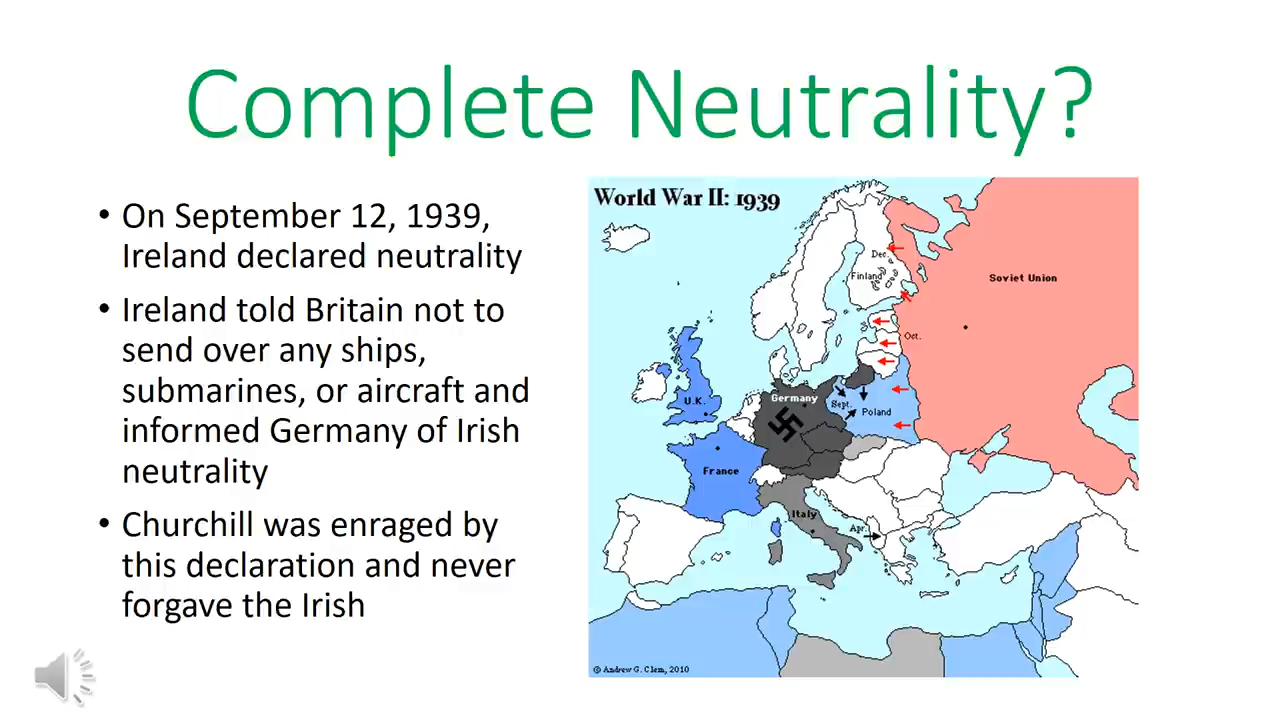 Complete Neutrality?
• On September 12, 1939,
Ireland declared neutrality
• Ireland told Britain not to
send over any ships,
submarines, or aircraft and
informed Germany of Irish
neutrality
• Churchill was enraged by
this declaration and never
forgave the Irish
World War II: 1939
Dec.
Finland
Soviet Union
Oct.
Germany
U.K.
Sept.
Poland
France
Italy
Apr.
© Andrew G. Clem, 2010